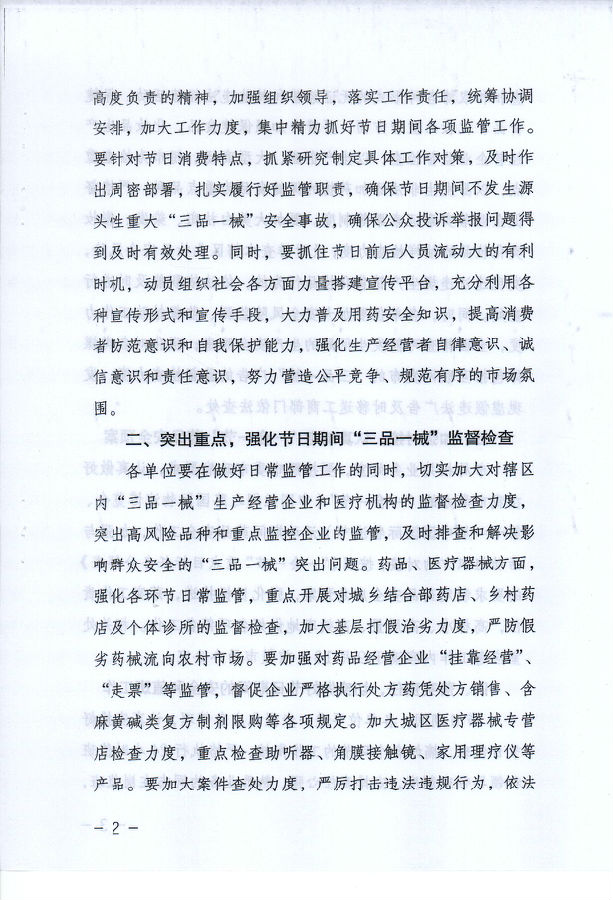 高度负责的精神，加强组织领导，落实工作责任，统筹协调
安排，加大工作力度，集中精力抓好节日期间各项监管工作。
要针对节日消费特点，抓紧研究制定具体工作对策，及时作
出周密部署，扎实履行好监管职责，确保节日期间不发生源
头性重大“三品一械”安全事故，确保公众投诉举报问题得
到及时有效处理。同时，要抓住节日前后人员流动大的有利
时机，动员组织社会各方面力量搭建宣传平台，充分利用各
种宣传形式和宣传手段，大力普及用药安全知识，提高消费
者防范意识和自我保护能力，强化生产经营者自律意识、诚
信意识和责任意识，努力营造公平竞争、规范有序的市场氛
围。
二、突出重点，强化节日期间“三品一械”监督检查
各单位要在做好日常监管工作的同时，切实加大对辖区
内“三品一械”生产经营企业和医疗机构的监督检查力度，
突出高风险品种和重点监控企业的监管，及时排查和解决影
响群众安全的“三品一械”突出问题。药品、医疗器械方面，
强化各环节日常监管，重点开展对城乡结合部药店、乡村药
店及个体诊所的监督检查，加大基层打假治劣力度，严防假
劣药械流向农村市场。要加强对药品经营企业“挂靠经营”、
“走票”等监管，督促企业严格执行处方药凭处方销售、含
麻黄碱类复方制剂限购等各项规定。加大城区医疗器械专营
店检查力度，重点检查助听器、角膜接触镜、家用理疗仪等
产品。要加大案件查处力度，严厉打击违法违规行为，依法
－2－